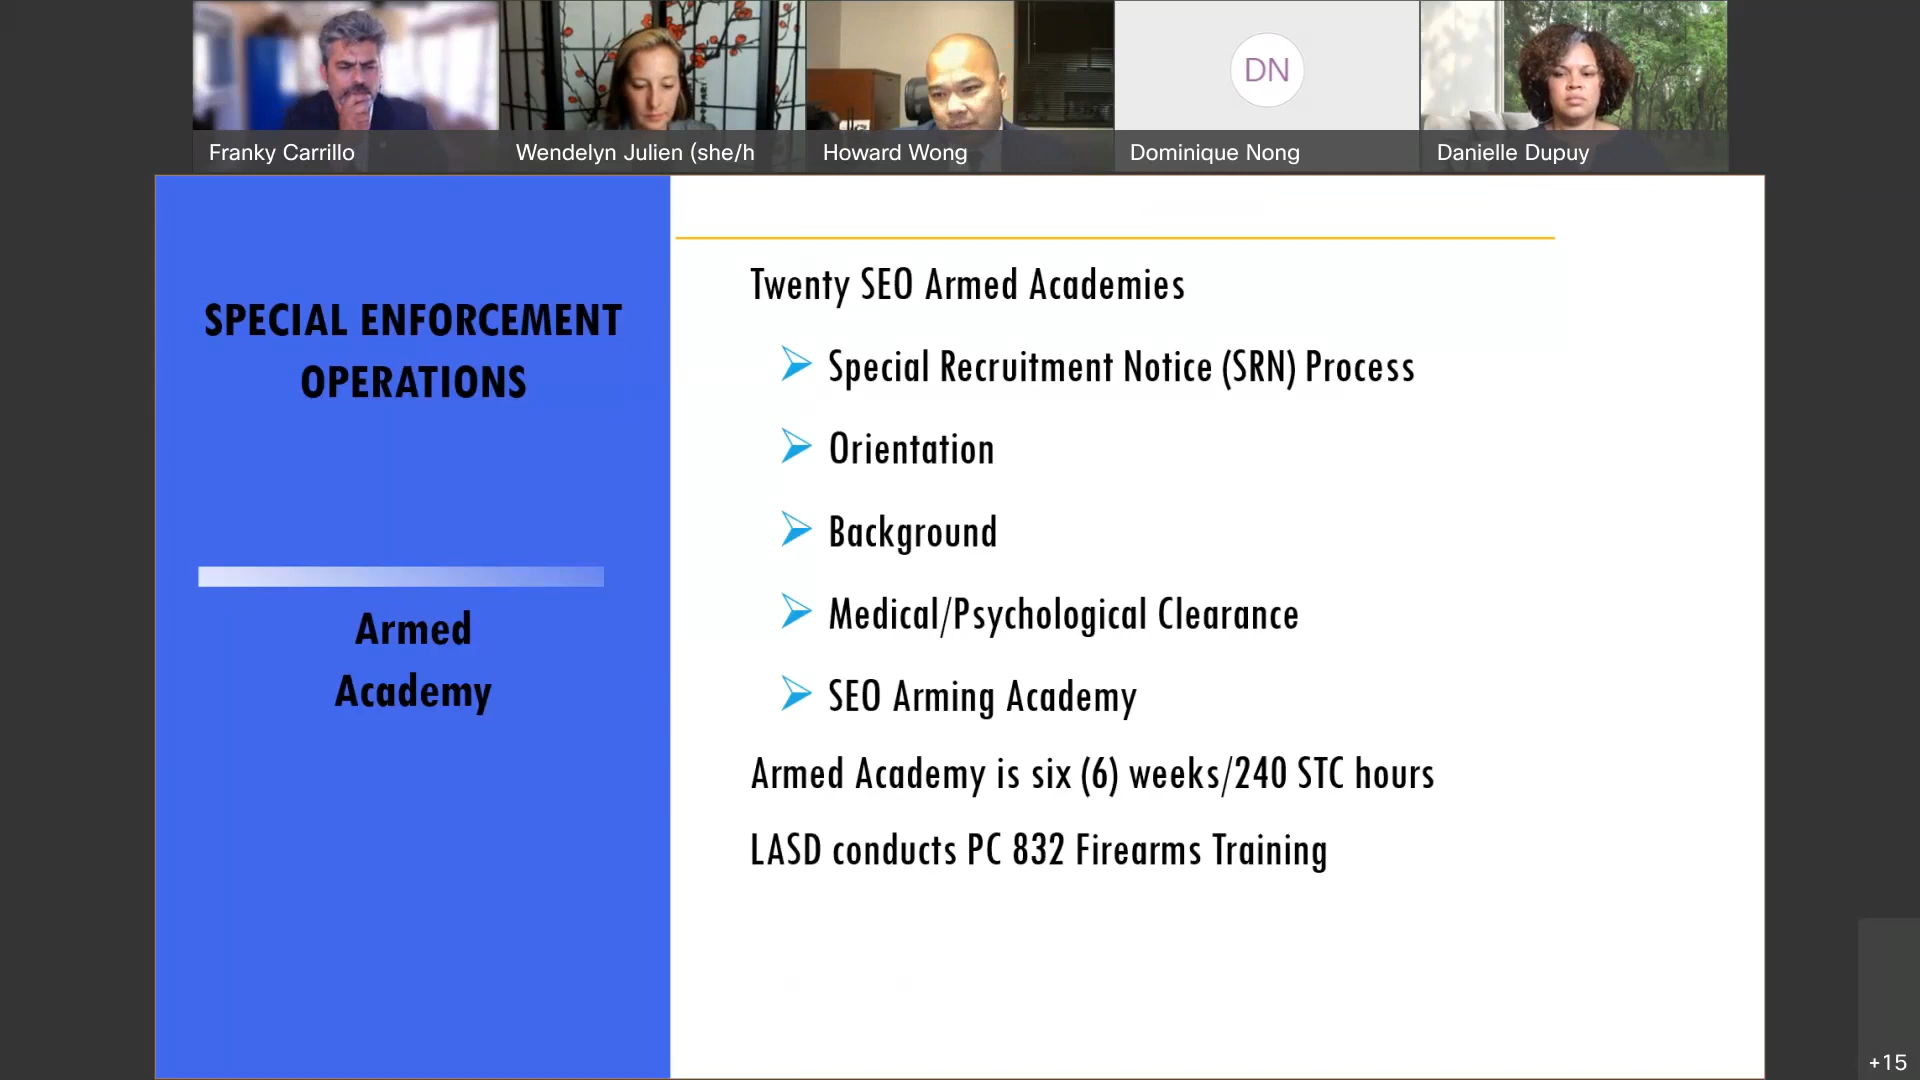 Franky Carrillo
Wendelyn Julien (she/h
Howard Wong
DN
Dominique Nong
Danielle Dupuy
SPECIAL ENFORCEMENT
OPERATIONS
Armed
Academy
Twenty SEO Armed Academies
Special Recruitment Notice (SRN) Process
Orientation
Background
Medical/Psychological Clearance
SEO Arming Academy
Armed Academy is six (6) weeks/240 STC hours
LASD conducts PC 832 Firearms Training
+15